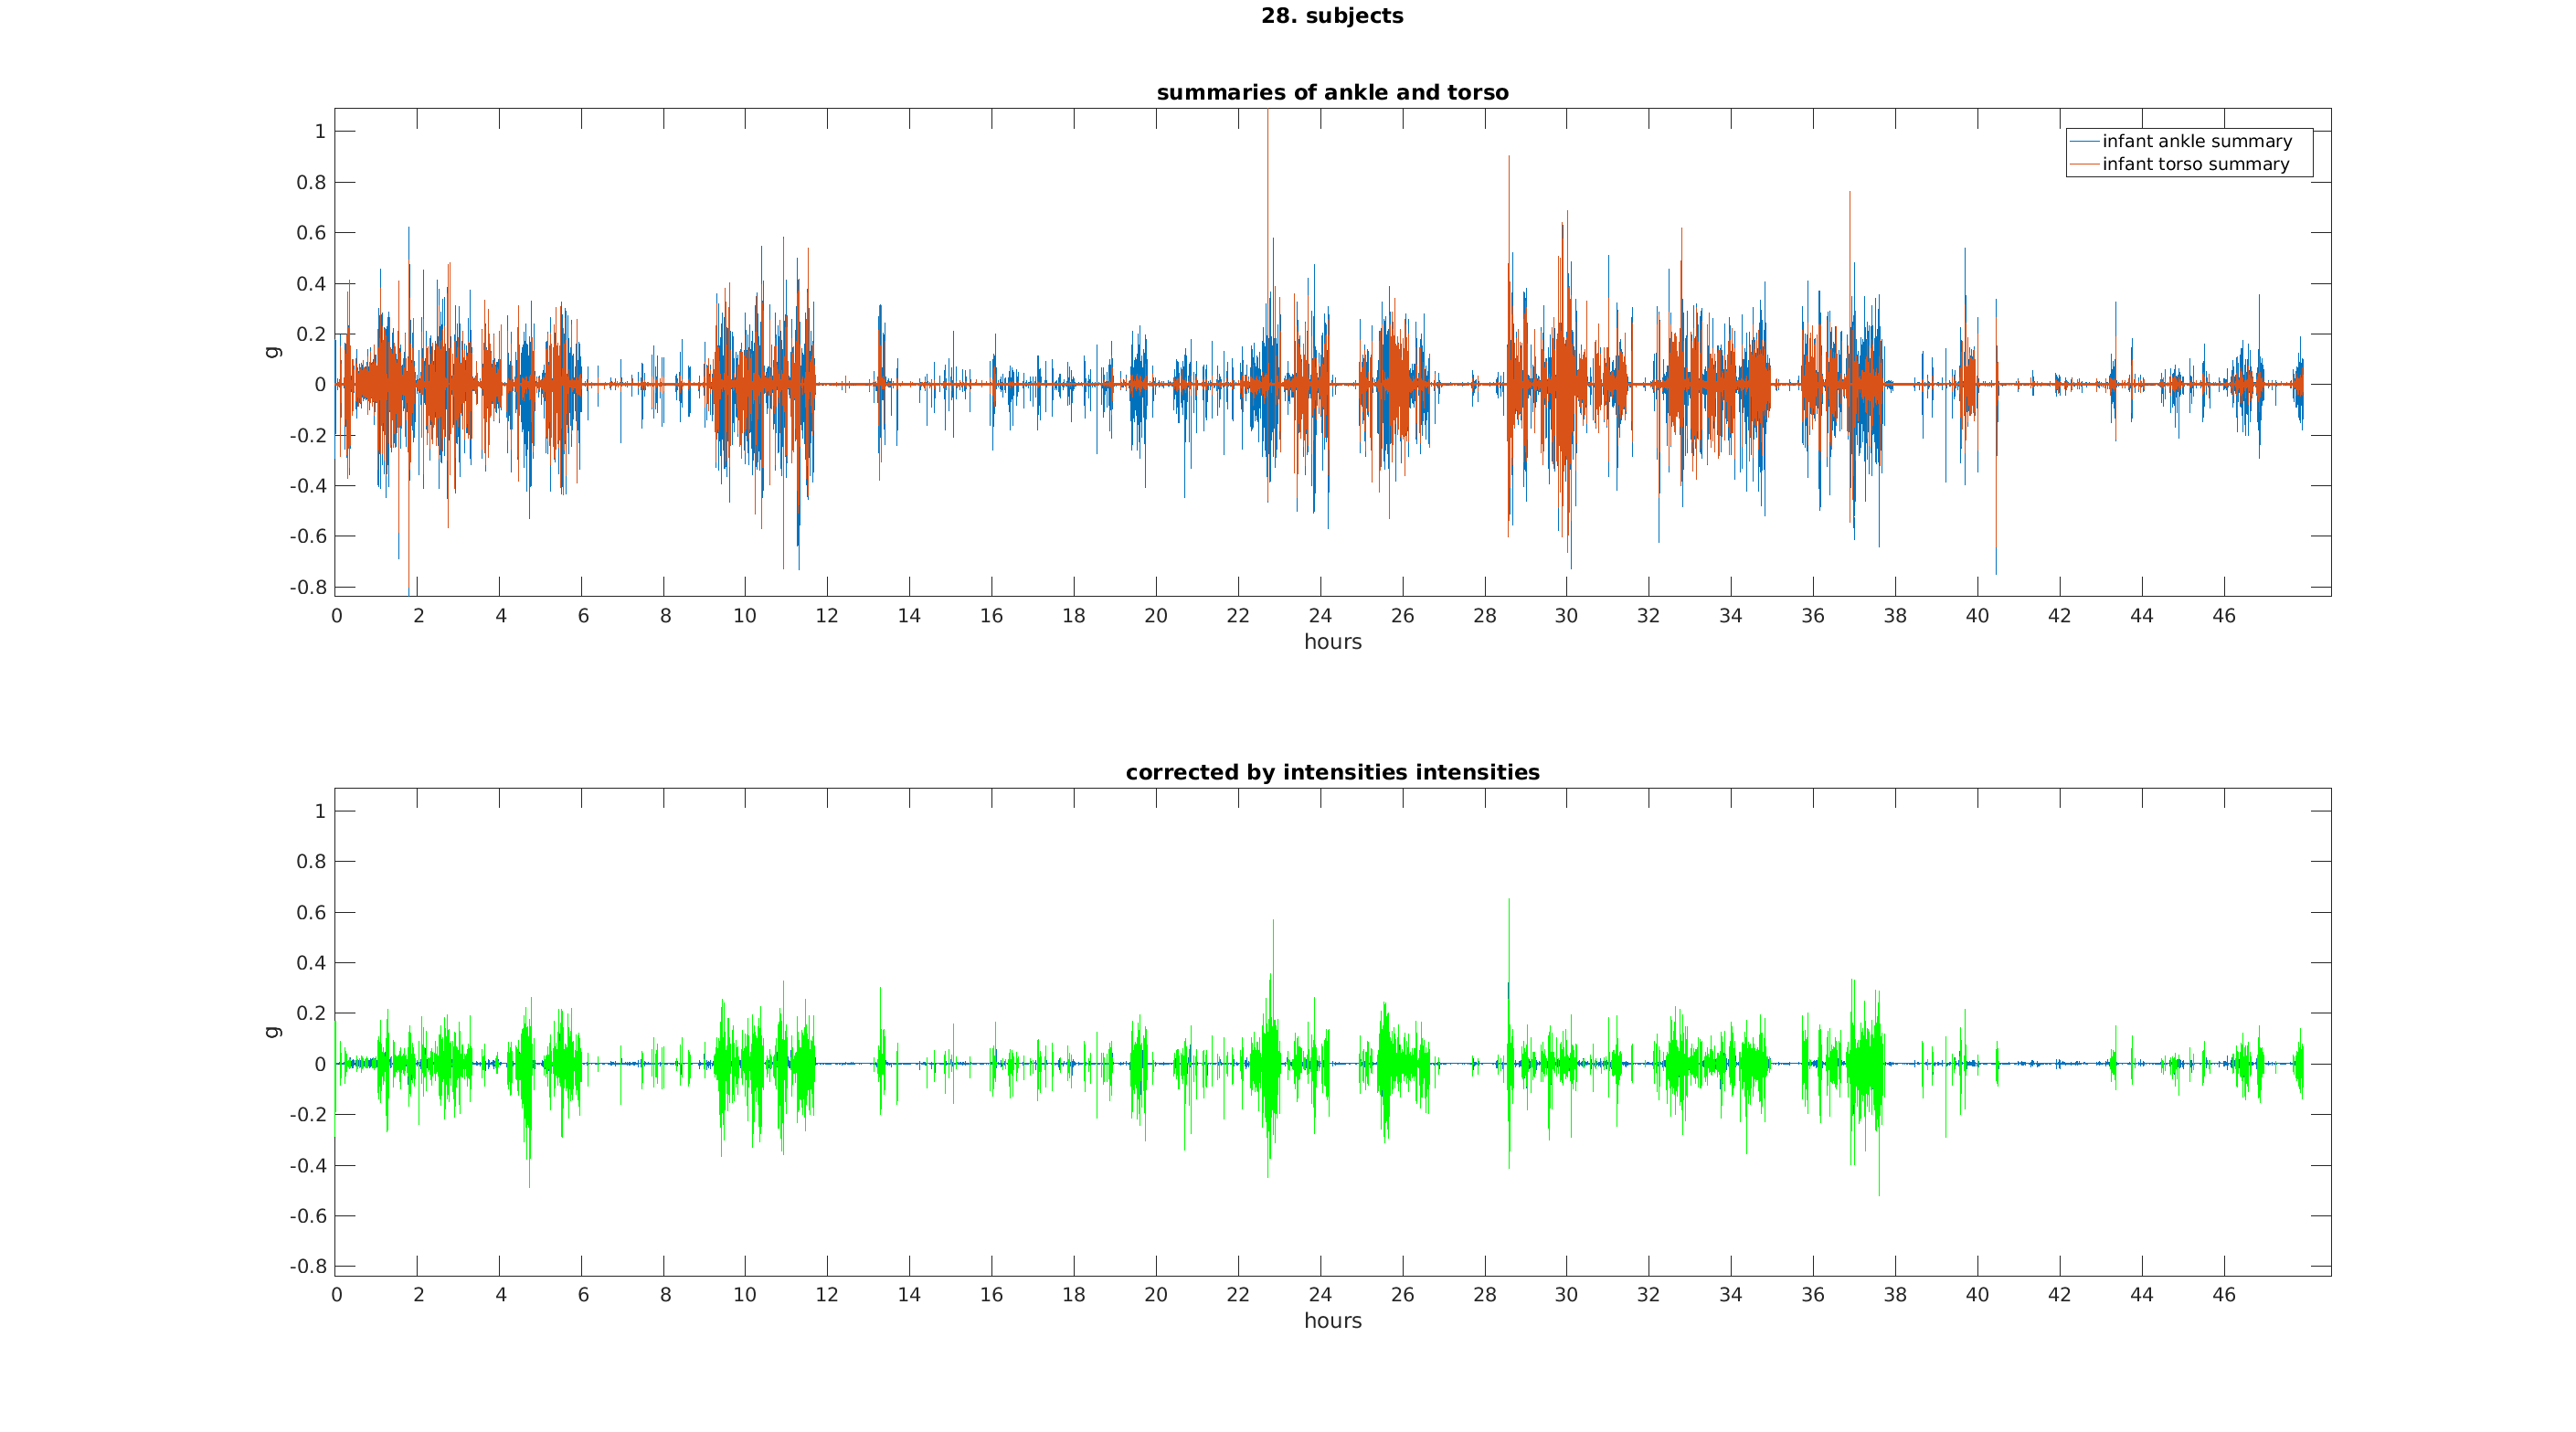 28. subjects
summaries of ankle and torso
1
0.8
0.6
0.4
0.2
0
-0.2
-0.4
-0.6
-0.8
g
infant ankle summary
infant torso summary
0 2 4 6 8 10 12 14 16 18 20 22 24 26 28 30 32 34 36 38 40 42 44 46
hours
corrected by intensities intensities
1
0.8
0.6
0.4
0.2
0
-0.2
-0.4
-0.6
-0.8
g
0 2 4 6 8 10 12 14 16 18 20 22 24 26 28 30 32 34 36 38 40 42 44 46
hours